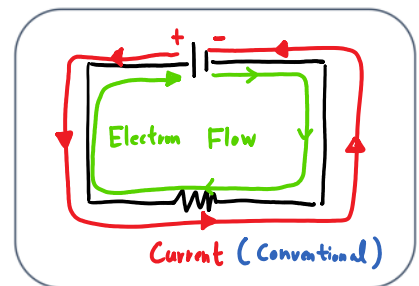 + -
Electron Flow
Current (Conventional)